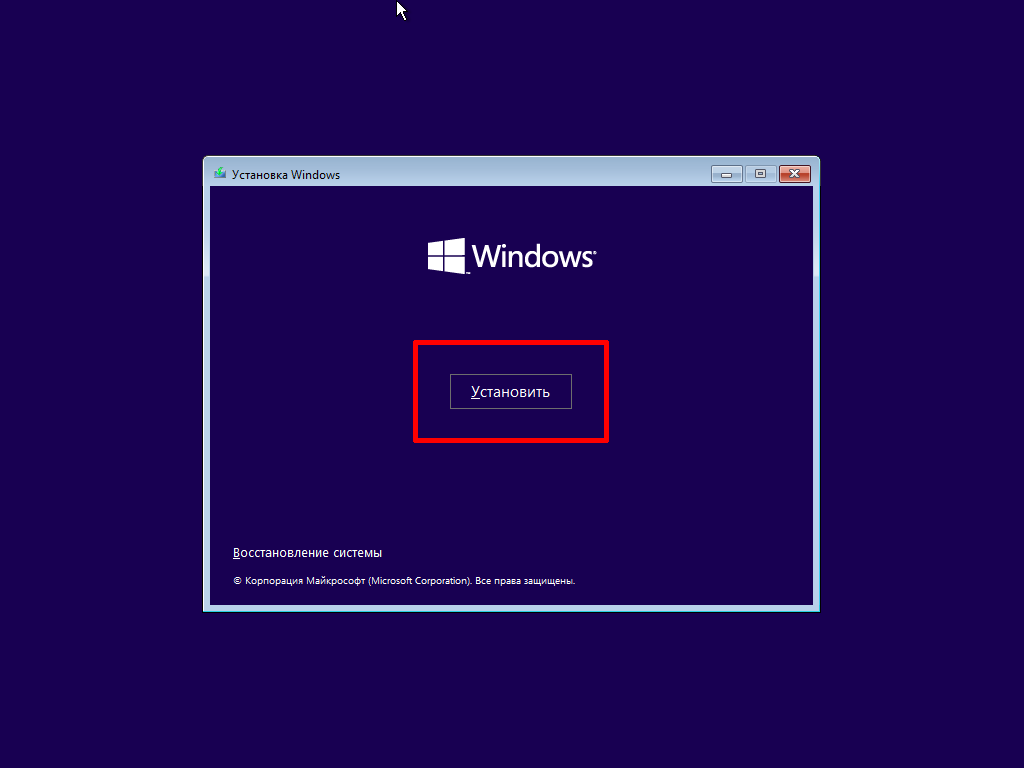 Установка Windows
Windows
Установить
Восстановление системы
© Корпорация Майкрософт (Microsoft Corporation). Все права защищены.